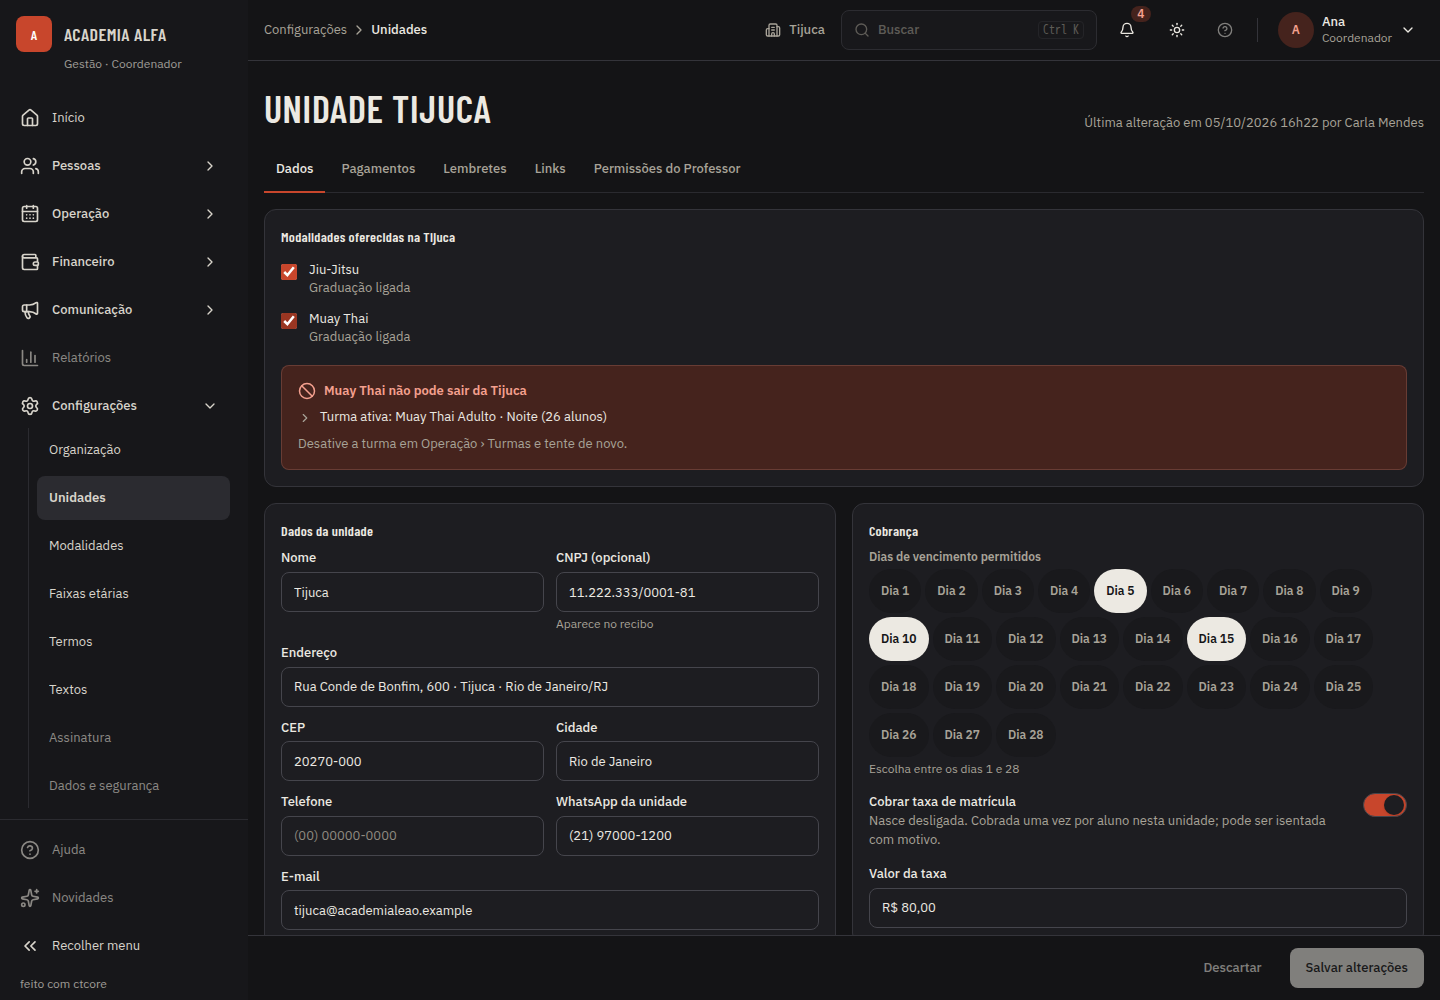 A
ACADEMIA ALFA
Gestão · Coordenador
Início
Pessoas
Operação
Financeiro
Comunicação
Relatórios
Configurações
Organização
Unidades
Modalidades
Faixas etárias
Termos
Textos
Assinatura
Dados e segurança
Ajuda
Novidades
Recolher menu
feito com ctcore
Configurações > Unidades
Tijuca
Buscar
Ctrl K
4
A
Ana
Coordenador
UNIDADE TIJUCA
Última alteração em 05/10/2026 16h22 por Carla Mendes
Dados
Pagamentos
Lembretes
Links
Permissões do Professor
Modalidades oferecidas na Tijuca
Jiu-Jitsu
Graduação ligada
Muay Thai
Graduação ligada
Muay Thai não pode sair da Tijuca
Turma ativa: Muay Thai Adulto · Noite (26 alunos)
Desative a turma em Operação › Turmas e tente de novo.
Dados da unidade
Nome
Tijuca
CNPJ (opcional)
11.222.333/0001-81
Aparece no recibo
Endereço
Rua Conde de Bonfim, 600 · Tijuca · Rio de Janeiro/RJ
CEP
20270-000
Cidade
Rio de Janeiro
Telefone
(00) 00000-0000
WhatsApp da unidade
(21) 97000-1200
E-mail
tijuca@academialeao.example
Cobrança
Dias de vencimento permitidos
Dia 1 Dia 2 Dia 3 Dia 4 Dia 5 Dia 6 Dia 7 Dia 8 Dia 9
Dia 10 Dia 11 Dia 12 Dia 13 Dia 14 Dia 15 Dia 16 Dia 17
Dia 18 Dia 19 Dia 20 Dia 21 Dia 22 Dia 23 Dia 24 Dia 25
Dia 26 Dia 27 Dia 28
Escolha entre os dias 1 e 28
Cobrar taxa de matrícula
Nasce desligada. Cobrada uma vez por aluno nesta unidade; pode ser isentada
com motivo.
Valor da taxa
R$ 80,00
Descartar
Salvar alterações